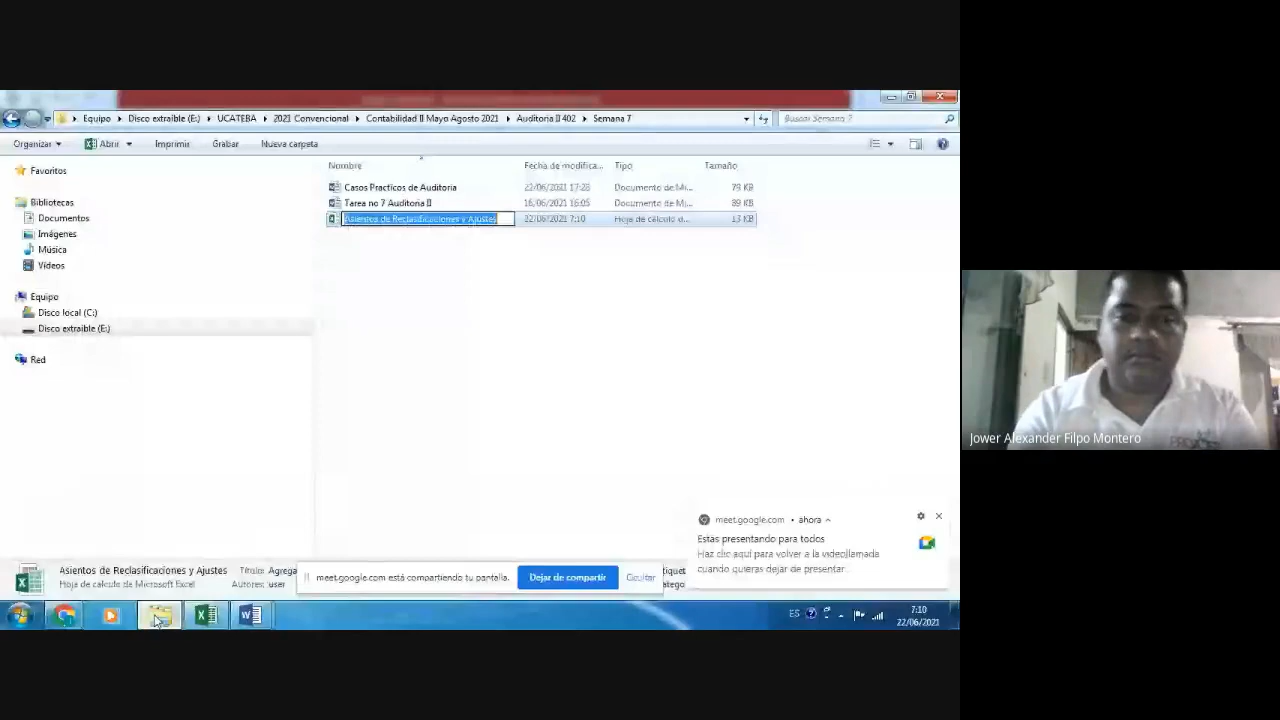 Equipo ▸ Disco extraíble (E:) ▸ UCATEBA ▸ 2021 Convencional ▸ Contabilidad II Mayo Agosto 2021 ▸ Auditoria II 402 ▸ Semana 7
Buscar Semana 7
Organizar Abrir Imprimir Grabar Nueva carpeta
Nombre Fecha de modifica... Tipo Tamaño
Favoritos
Casos Practicos de Auditoria 22/06/2021 17:28 Documento de Mi... 79 KB
Tarea no 7 Auditoria II 16/06/2021 16:05 Documento de Mi... 89 KB
Asientos de Reclasificaciones y Ajustes 22/06/2021 7:10 Hoja de cálculo d... 13 KB
Bibliotecas
Documentos
Imágenes
Música
Vídeos
Equipo
Disco local (C:)
Disco extraíble (E:)
Red
Jower Alexander Filpo Montero
meet.google.com • ahora
Estás presentando para todos
Haz clic aquí para volver a la videollamada
cuando quieras dejar de presentar.
Asientos de Reclasificaciones y Ajustes Título: Agrega
Hoja de cálculo de Microsoft Excel Autores: user
meet.google.com está compartiendo tu pantalla.
Dejar de compartir
Ocultar
ES
7:10
22/06/2021